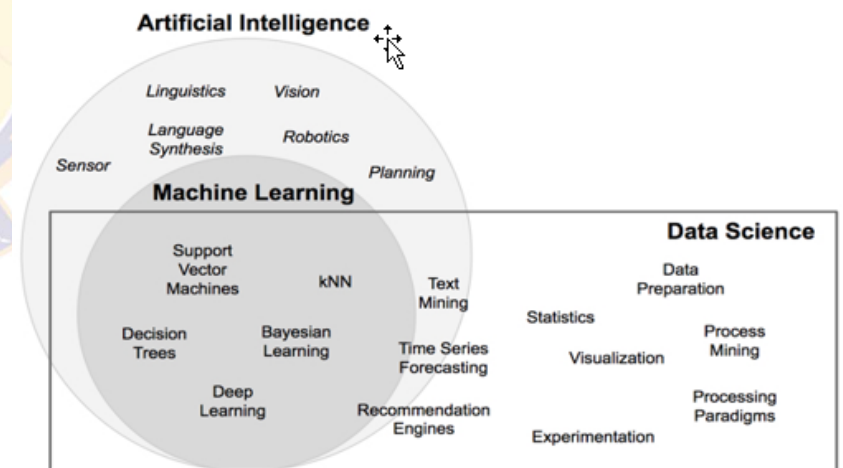 Artificial Intelligence
Linguistics
Vision
Language
Synthesis
Robotics
Sensor
Planning
Machine Learning
Data Science
Support
Vector
Machines
kNN
Text
Mining
Data
Preparation
Statistics
Decision
Trees
Bayesian
Learning
Time Series
Forecasting
Visualization
Process
Mining
Deep
Learning
Recommendation
Engines
Processing
Paradigms
Experimentation